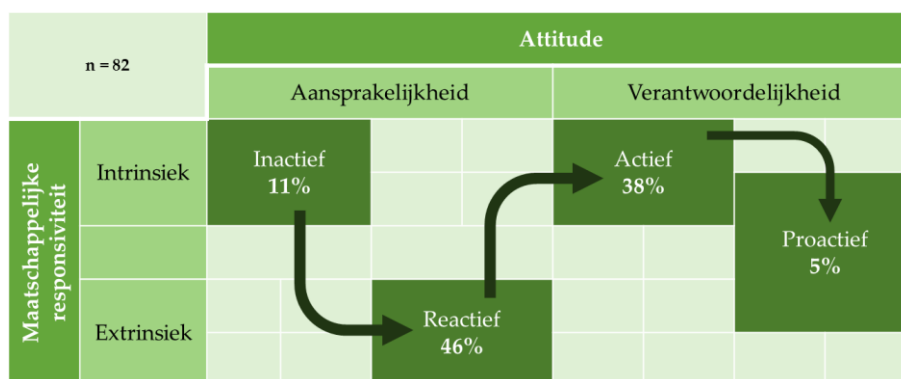 n = 82
Attitude
Aansprakelijkheid
Verantwoordelijkheid
Maatschappelijke
responsiviteit
Intrinsiek
Inactief
11%
Actief
38%
Proactief
5%
Extrinsiek
Reactief
46%